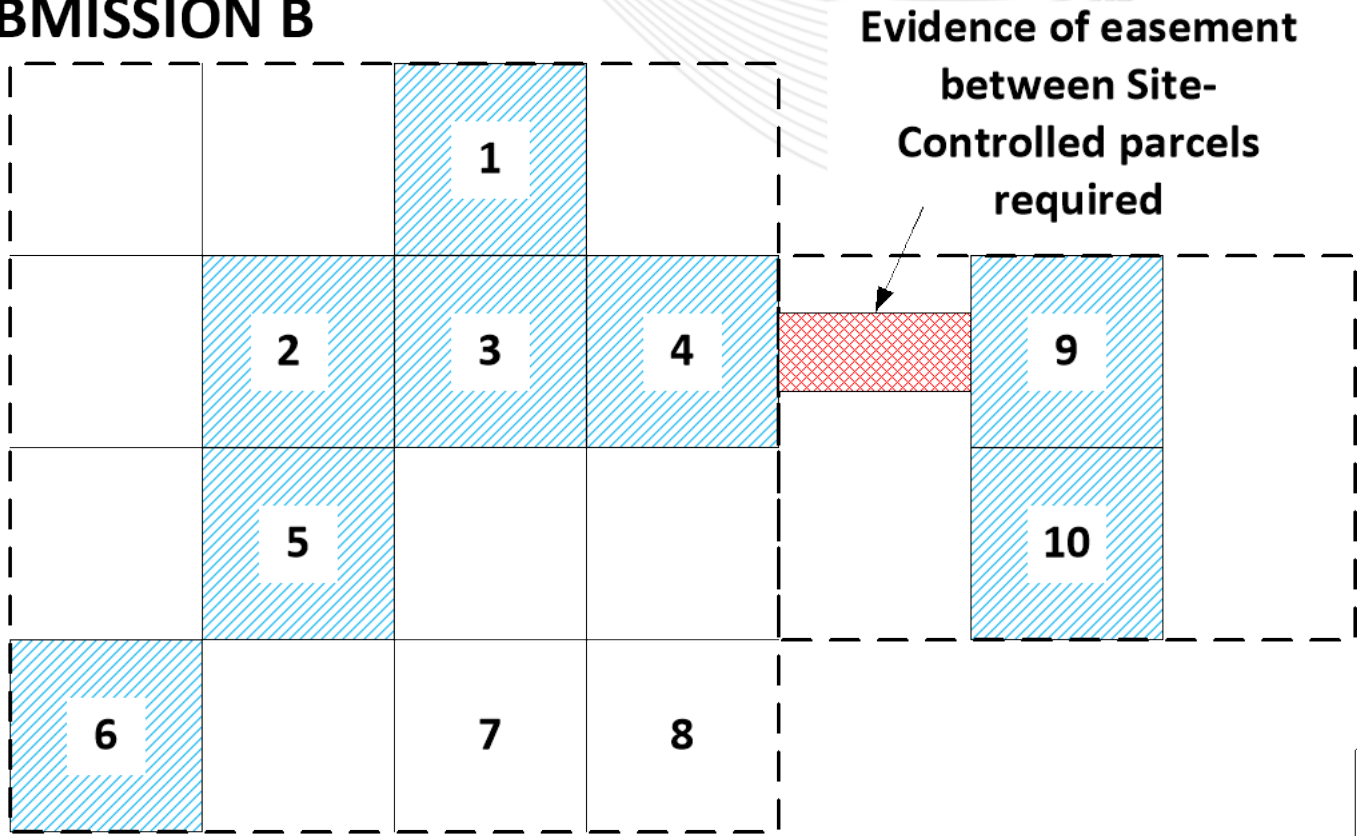 BMISSION B
Evidence of easement
between Site-
Controlled parcels
required
1
2
3
4
9
5
10
6
7
8